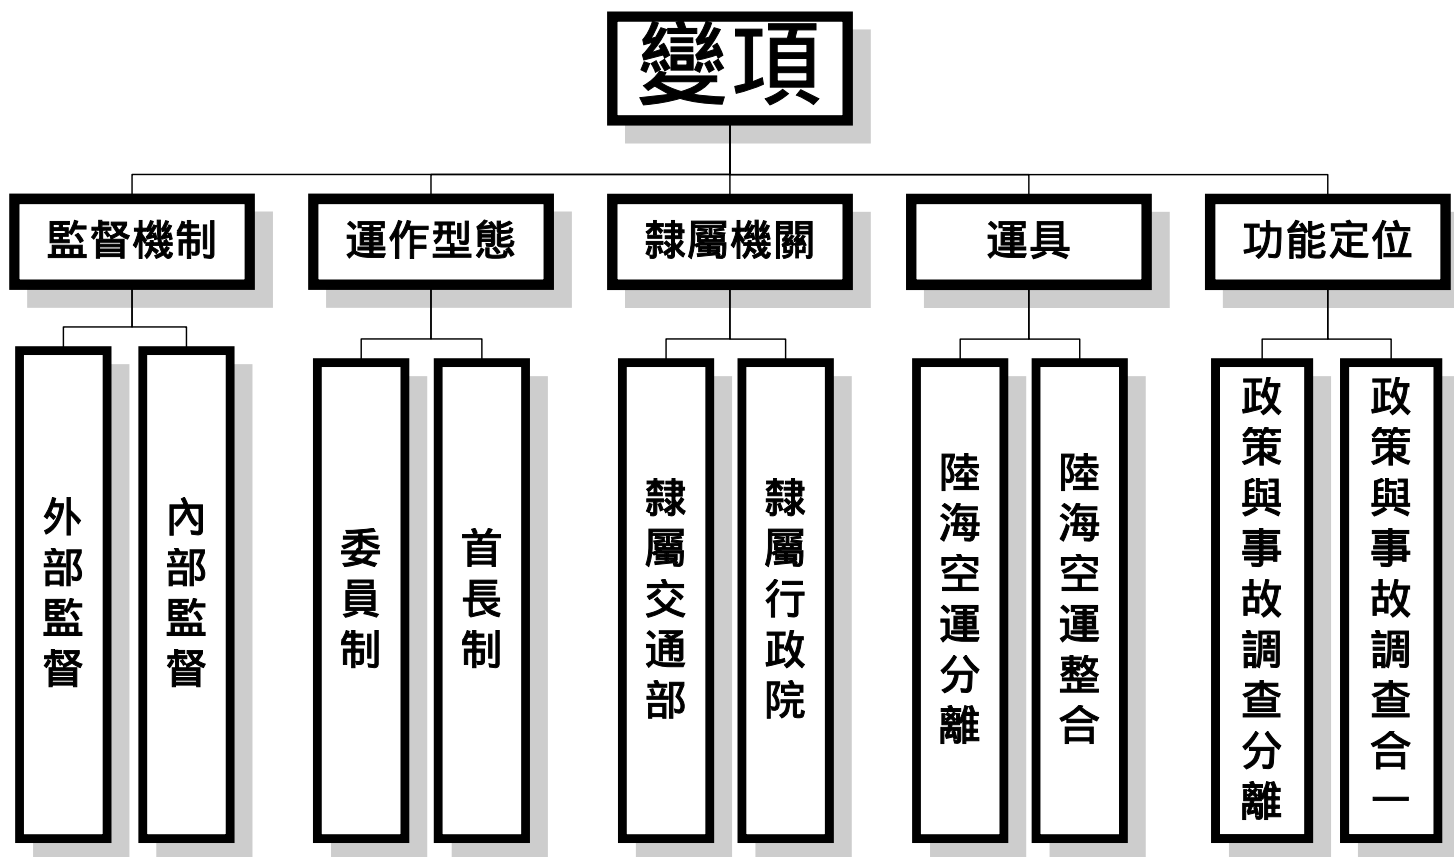 變項
監督機制
運作型態
隸屬機關
運具
功能定位
外部監督
內部監督
委員制
首長制
隸屬交通部
隸屬行政院
陸海空運分離
陸海空運整合
政策與事故調查分離
政策與事故調查合一